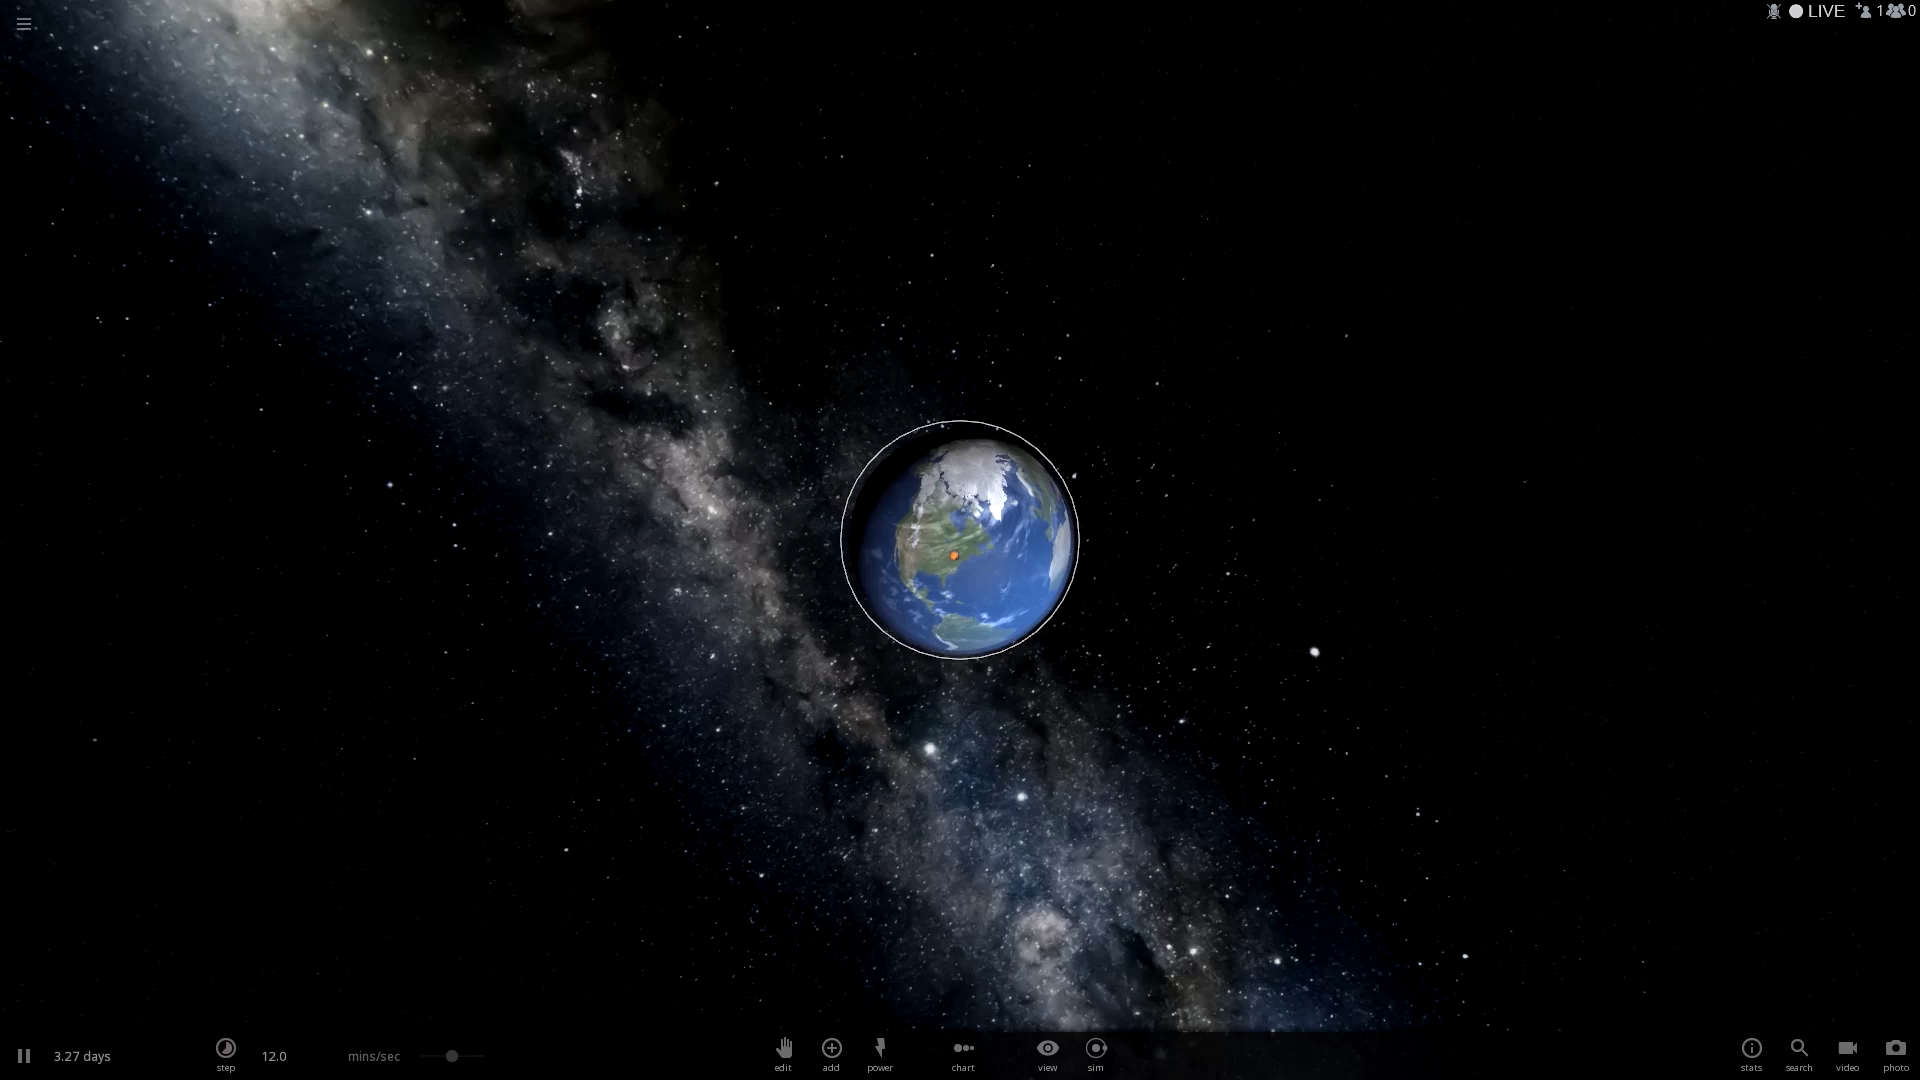 LIVE 1 0
3.27 days
step
12.0 mins/sec
edit
add
power
chart
view
sim
stats
search
video
photo